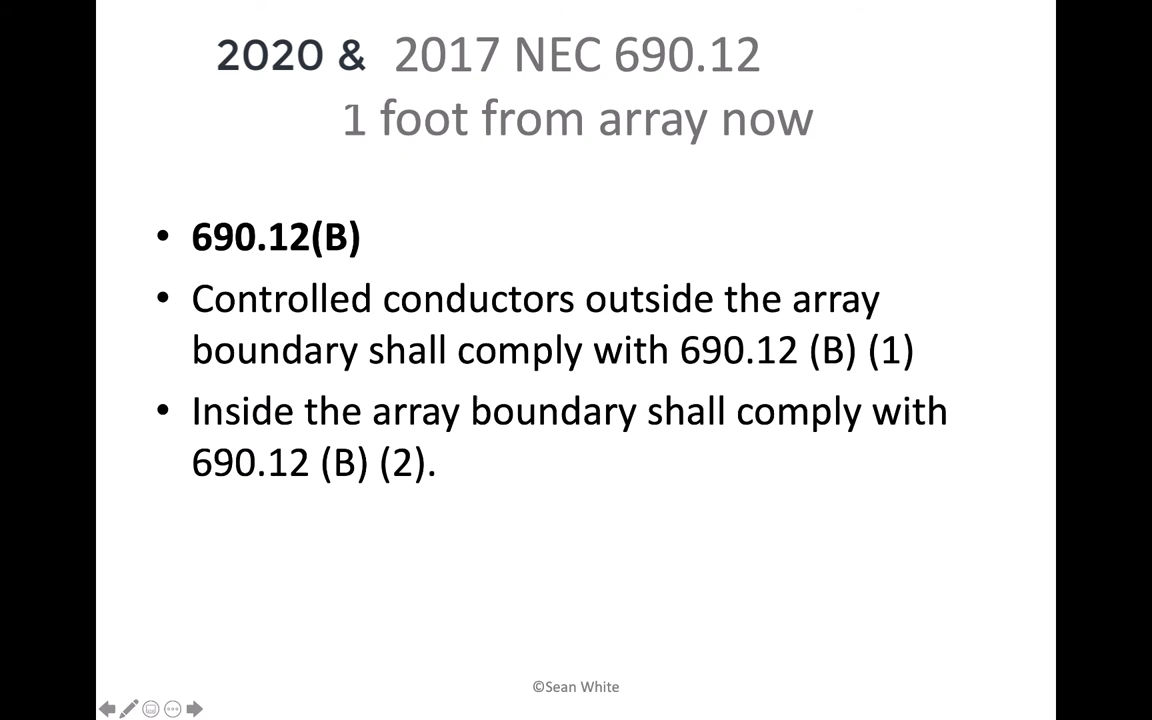 2020 & 2017 NEC 690.12
1 foot from array now
• 690.12(B)
• Controlled conductors outside the array
boundary shall comply with 690.12 (B) (1)
• Inside the array boundary shall comply with
690.12 (B) (2).
©Sean White